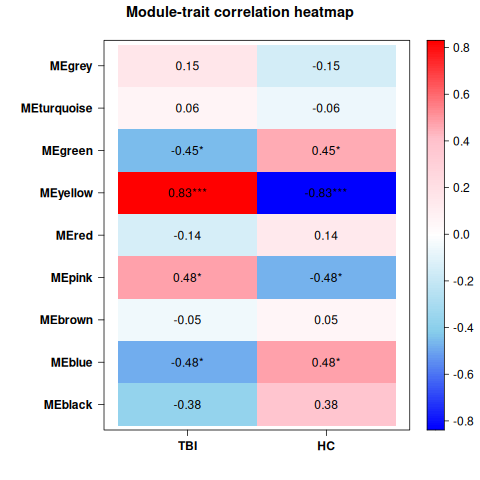 Module-trait correlation heatmap
MEgrey 0.15 -0.15
MEturquoise 0.06 -0.06
MEgreen -0.45* 0.45*
MEyellow 0.83*** -0.83***
MEred -0.14 0.14
MEpink 0.48* -0.48*
MEbrown -0.05 0.05
MEblue -0.48* 0.48*
MEblack -0.38 0.38
TBI HC
0.8
0.6
0.4
0.2
0.0
-0.2
-0.4
-0.6
-0.8